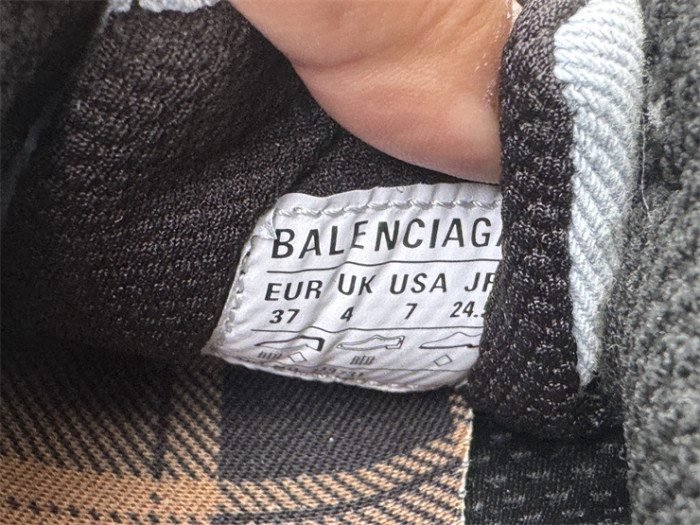 BALENCIAGA
EUR UK USA JP
37 4 7 24.